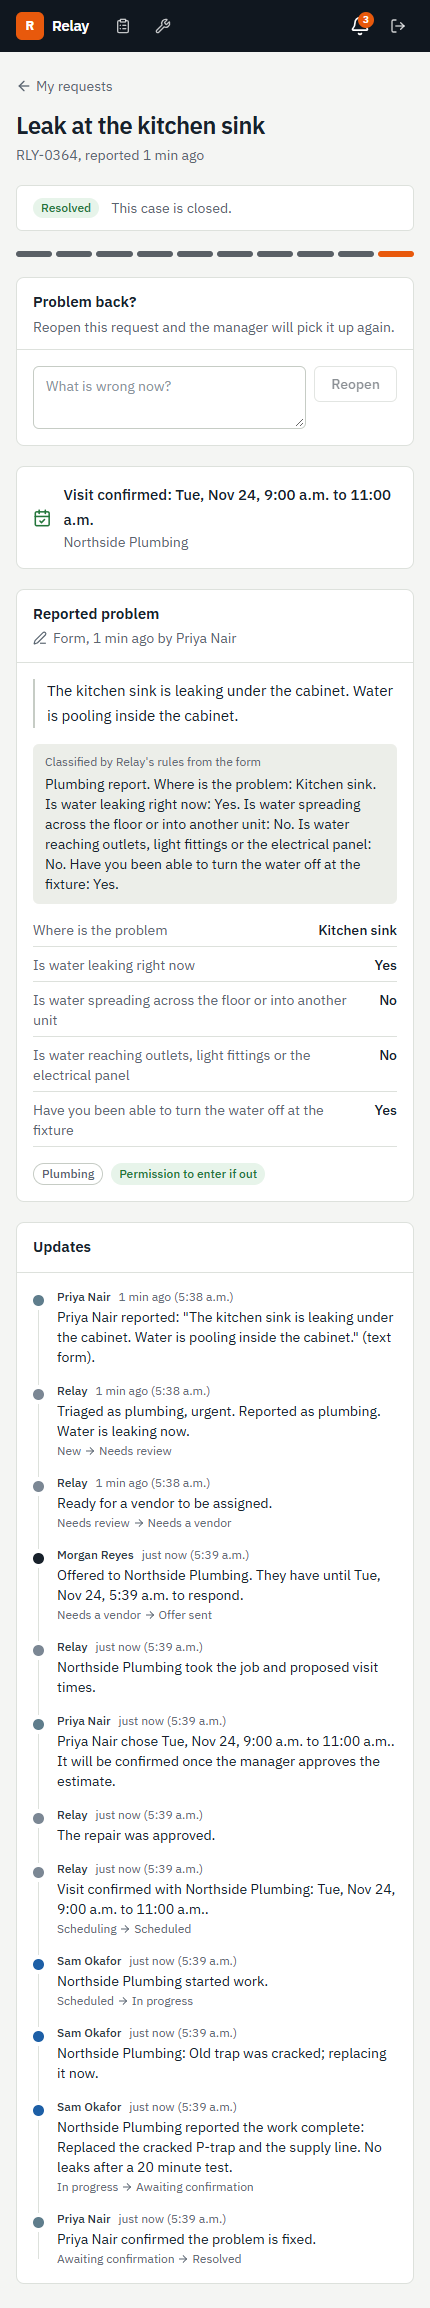 R Relay 3
← My requests
Leak at the kitchen sink
RLY-0364, reported 1 min ago
Resolved This case is closed.
Problem back?
Reopen this request and the manager will pick it up again.
What is wrong now? Reopen
Visit confirmed: Tue, Nov 24, 9:00 a.m. to 11:00
a.m.
Northside Plumbing
Reported problem
Form, 1 min ago by Priya Nair
The kitchen sink is leaking under the cabinet. Water
is pooling inside the cabinet.
Classified by Relay's rules from the form
Plumbing report. Where is the problem: Kitchen sink.
Is water leaking right now: Yes. Is water spreading
across the floor or into another unit: No. Is water
reaching outlets, light fittings or the electrical panel:
No. Have you been able to turn the water off at the
fixture: Yes.
Where is the problem Kitchen sink
Is water leaking right now Yes
Is water spreading across the floor or into another No
unit
Is water reaching outlets, light fittings or the No
electrical panel
Have you been able to turn the water off at the Yes
fixture
Plumbing Permission to enter if out
Updates
Priya Nair 1 min ago (5:38 a.m.)
Priya Nair reported: "The kitchen sink is leaking under
the cabinet. Water is pooling inside the cabinet." (text
form).
Relay 1 min ago (5:38 a.m.)
Triaged as plumbing, urgent. Reported as plumbing.
Water is leaking now.
New → Needs review
Relay 1 min ago (5:38 a.m.)
Ready for a vendor to be assigned.
Needs review → Needs a vendor
Morgan Reyes just now (5:39 a.m.)
Offered to Northside Plumbing. They have until Tue,
Nov 24, 5:39 a.m. to respond.
Needs a vendor → Offer sent
Relay just now (5:39 a.m.)
Northside Plumbing took the job and proposed visit
times.
Priya Nair just now (5:39 a.m.)
Priya Nair chose Tue, Nov 24, 9:00 a.m. to 11:00 a.m..
It will be confirmed once the manager approves the
estimate.
Relay just now (5:39 a.m.)
The repair was approved.
Relay just now (5:39 a.m.)
Visit confirmed with Northside Plumbing: Tue, Nov 24,
9:00 a.m. to 11:00 a.m..
Scheduling → Scheduled
Sam Okafor just now (5:39 a.m.)
Northside Plumbing started work.
Scheduled → In progress
Sam Okafor just now (5:39 a.m.)
Northside Plumbing: Old trap was cracked; replacing
it now.
Sam Okafor just now (5:39 a.m.)
Northside Plumbing reported the work complete:
Replaced the cracked P-trap and the supply line. No
leaks after a 20 minute test.
In progress → Awaiting confirmation
Priya Nair just now (5:39 a.m.)
Priya Nair confirmed the problem is fixed.
Awaiting confirmation → Resolved